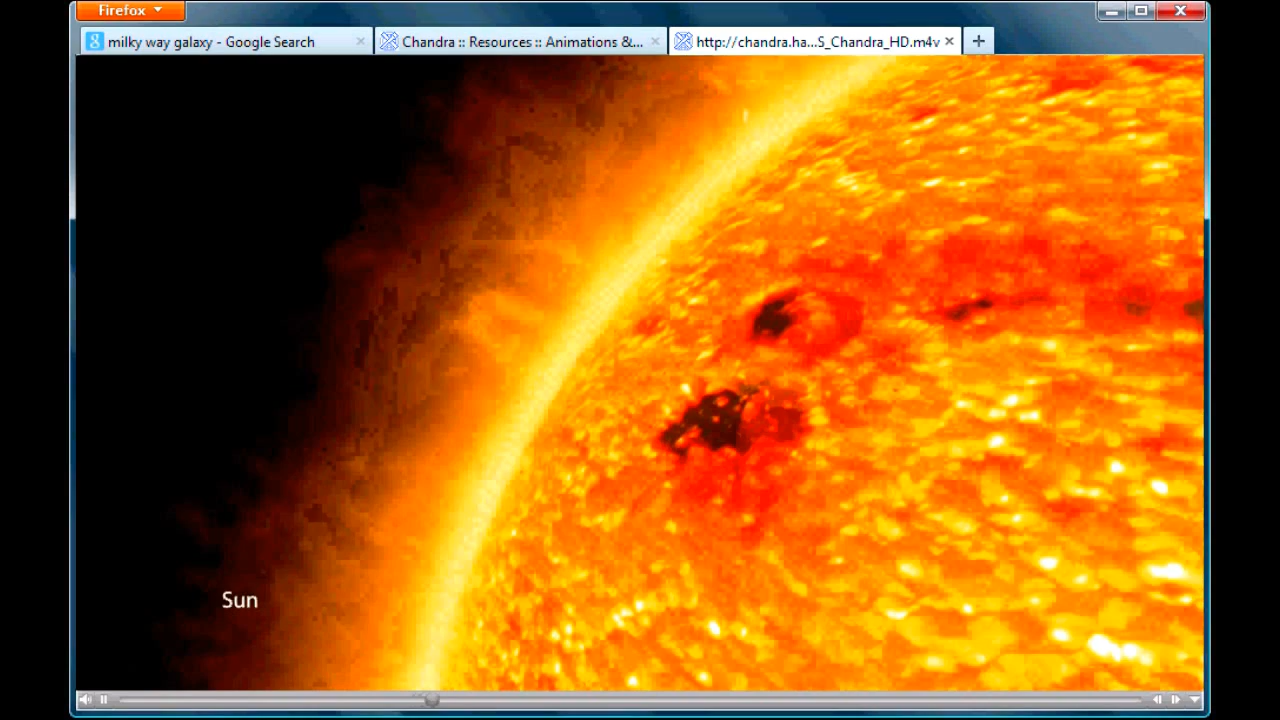 Firefox
milky way galaxy - Google Search
Chandra :: Resources :: Animations &...
http://chandra.ha...S_Chandra_HD.m4v
Sun